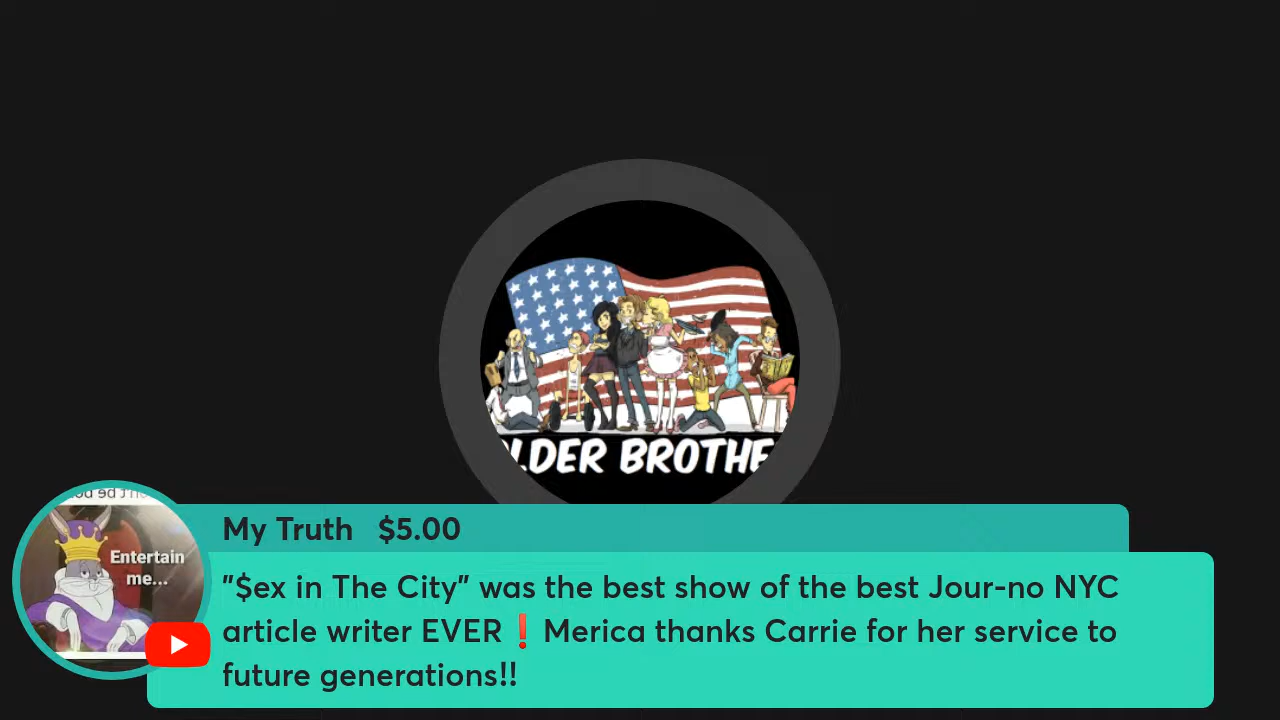 LDER BROTHE
My Truth $5.00
Entertain
me...
"$ex in The City" was the best show of the best Jour-no NYC
article writer EVER❗Merica thanks Carrie for her service to
future generations!!